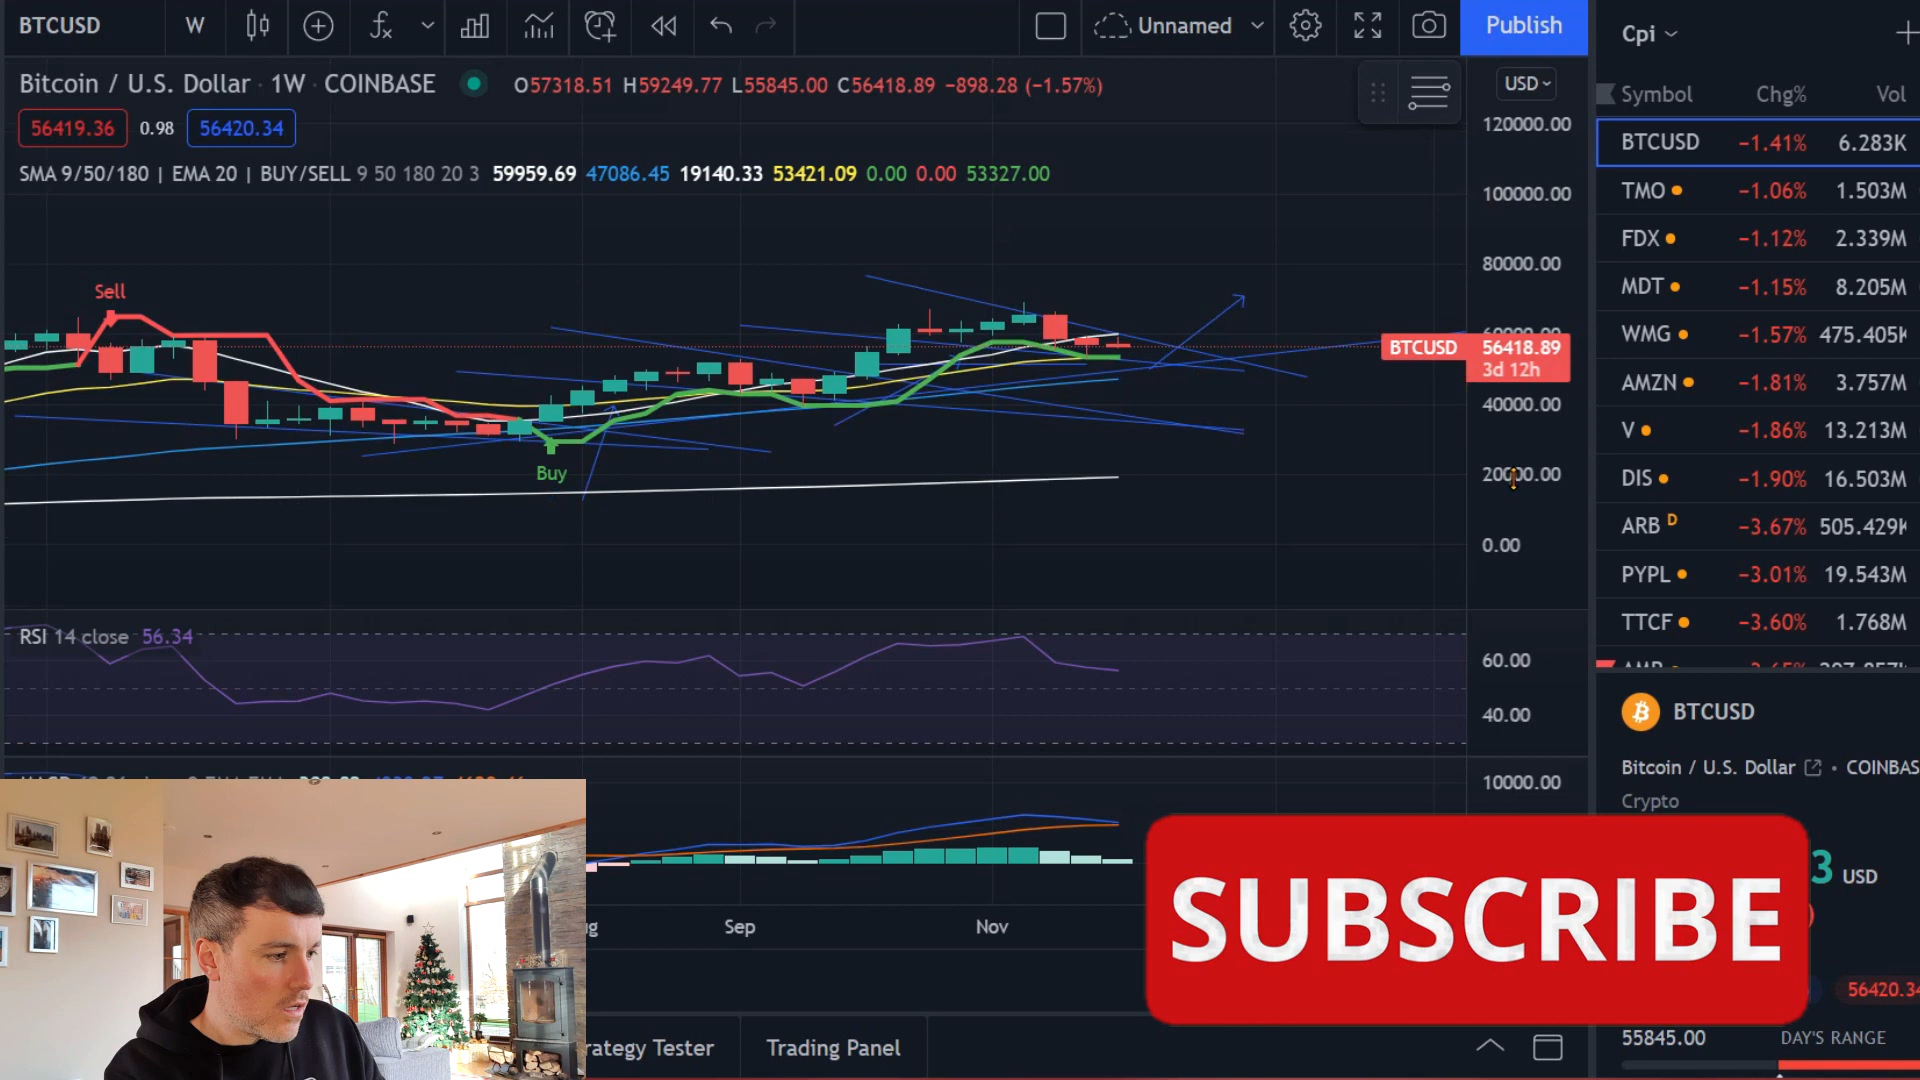 BTCUSD W Unnamed Publish Cpi
Bitcoin / U.S. Dollar · 1W · COINBASE O57318.51 H59249.77 L55845.00 C56418.89 −898.28 (−1.57%) USD
Symbol Chg% Vol
56419.36 0.98 56420.34
SMA 9/50/180 | EMA 20 | BUY/SELL 9 50 180 20 3 59959.69 47086.45 19140.33 53421.09 0.00 0.00 53327.00
120000.00
100000.00
80000.00
BTCUSD 56418.89
3d 12h
40000.00
20000.00
0.00
Sell
Buy
BTCUSD −1.41% 6.283K
TMO −1.06% 1.503M
FDX −1.12% 2.339M
MDT −1.15% 8.205M
WMG −1.57% 475.405K
AMZN −1.81% 3.757M
V −1.86% 13.213M
DIS −1.90% 16.503M
ARB D −3.67% 505.429K
PYPL −3.01% 19.543M
TTCF −3.60% 1.768M
RSI 14 close 56.34
60.00
40.00
BTCUSD
Bitcoin / U.S. Dollar • COINBAS
Crypto
10000.00
3 USD
SUBSCRIBE
Sep Nov
56420.34
55845.00 DAY'S RANGE
rategy Tester Trading Panel